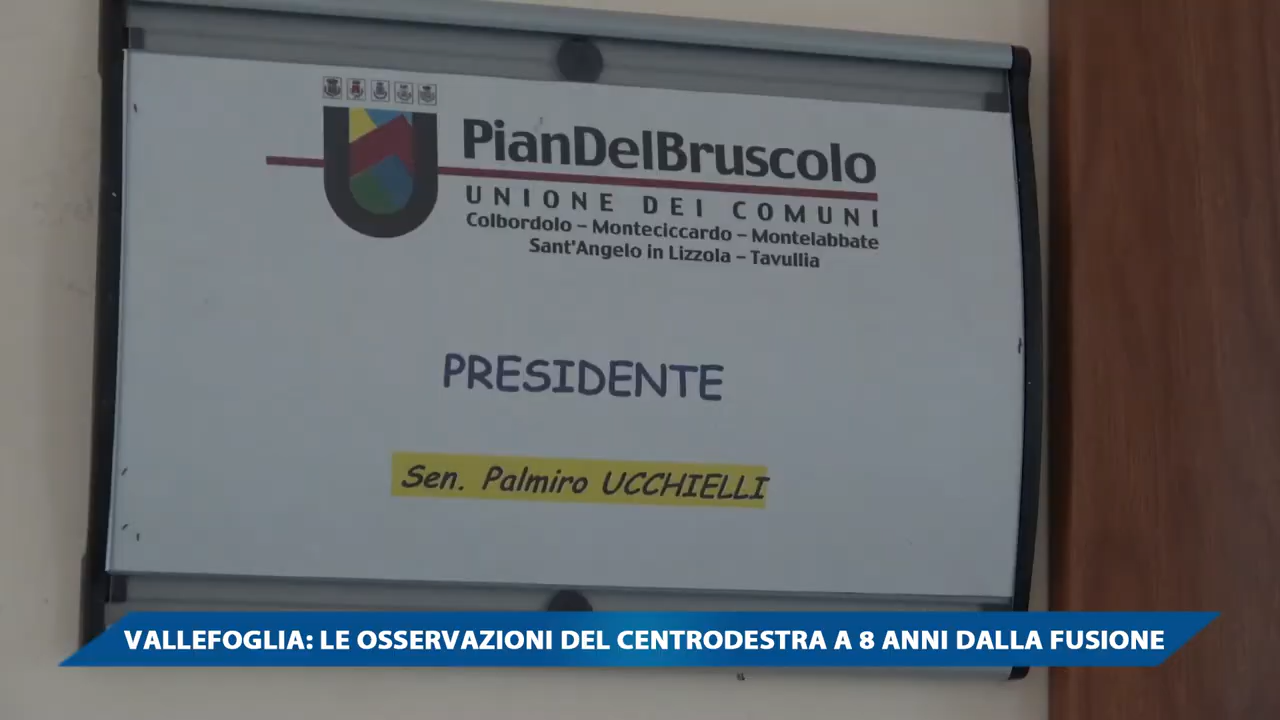 PianDelBruscolo
UNIONE DEI COMUNI
Colbordolo – Monteciccardo – Montelabbate
Sant'Angelo in Lizzola – Tavullia
PRESIDENTE
Sen. Palmiro UCCHIELLI
VALLEFOGLIA: LE OSSERVAZIONI DEL CENTRODESTRA A 8 ANNI DALLA FUSIONE